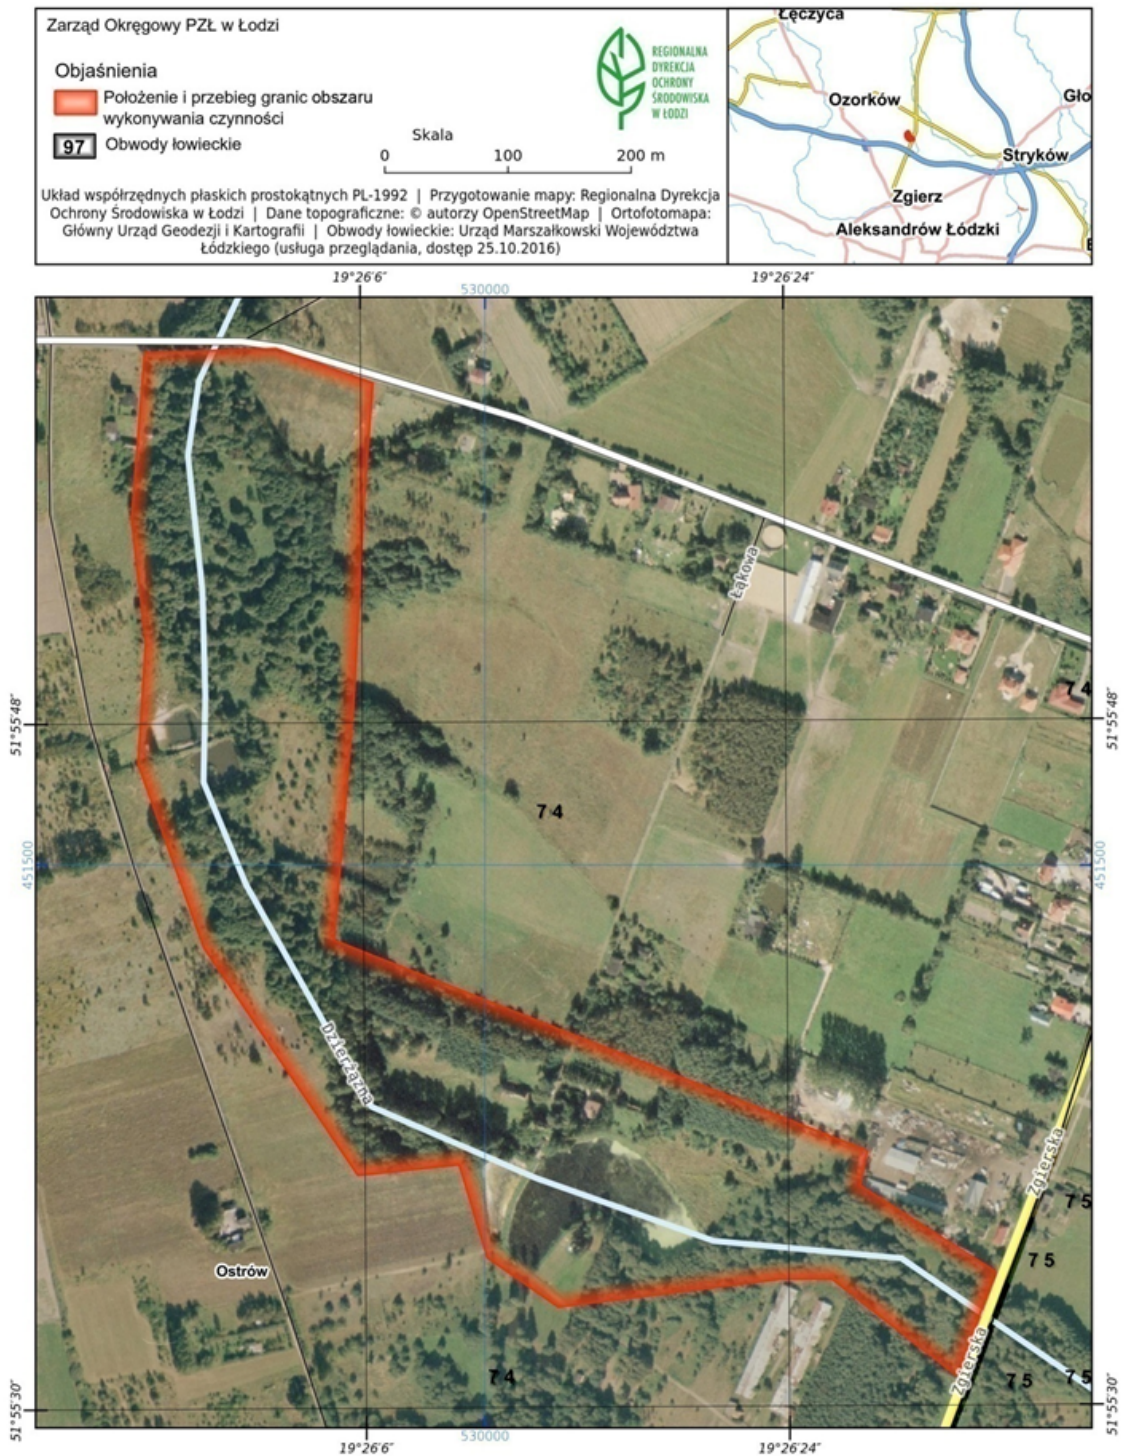 Zarząd Okręgowy PZŁ w Łodzi
Objaśnienia
Położenie i przebieg granic obszaru
wykonywania czynności
97 Obwody łowieckie
REGIONALNA
DYREKCJA
OCHRONY
ŚRODOWISKA
W ŁODZI
Skala
0 100 200 m
Układ współrzędnych płaskich prostokątnych PL-1992 | Przygotowanie mapy: Regionalna Dyrekcja
Ochrony Środowiska w Łodzi | Dane topograficzne: © autorzy OpenStreetMap | Ortofotomapa:
Główny Urząd Geodezji i Kartografii | Obwody łowieckie: Urząd Marszałkowski Województwa
Łódzkiego (usługa przeglądania, dostęp 25.10.2016)
Łęczyca
Ozorków
Gło
Stryków
Zgierz
Aleksandrów Łódzki
19°26'6"
530000
19°26'24"
Łąkowa
74
51°55'48"
51°55'48"
74
451500
451500
Dzierżązna
Zgierska
75
75
Ostrów
Zgierska
74
75
75
51°55'30"
51°55'30"
19°26'6"
530000
19°26'24"